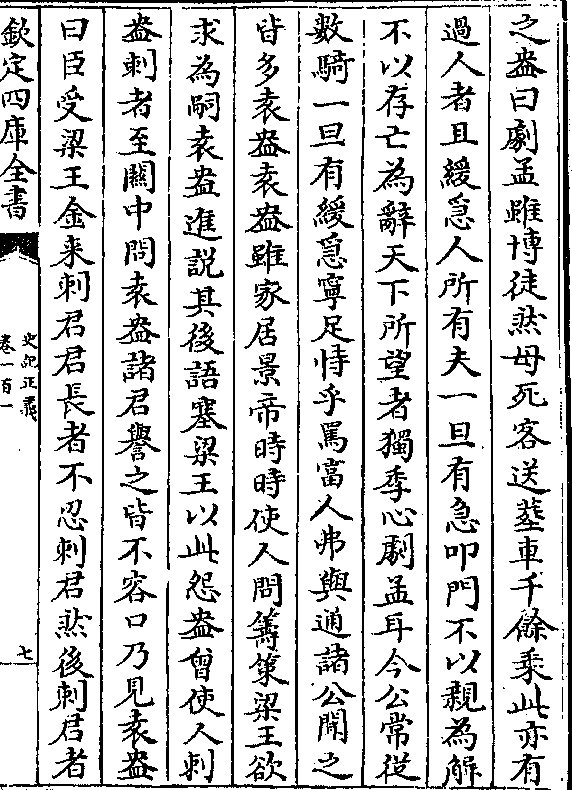 之盎曰劇孟雖博徒然母死客送葬車千餘乗此亦有
過人者且緩急人所有夫一旦有急叩門不以親為解
不以存亡為辭天下所望者獨季心劇孟耳今公常從
數騎一旦有緩急寧足恃乎罵富人弗與通諸公聞之
皆多袁盎袁盎雖家居景帝時時使人問籌策梁王欲
求為嗣袁盎進説其後語塞梁王以此怨盎曾使人刺
盎刺者至關中問袁盎諸君譽之皆不容口乃見袁盎
曰臣受梁王金来刺君君長者不忍刺君然後刺君者
欽定四庫全書
史記正義
卷一百一
七